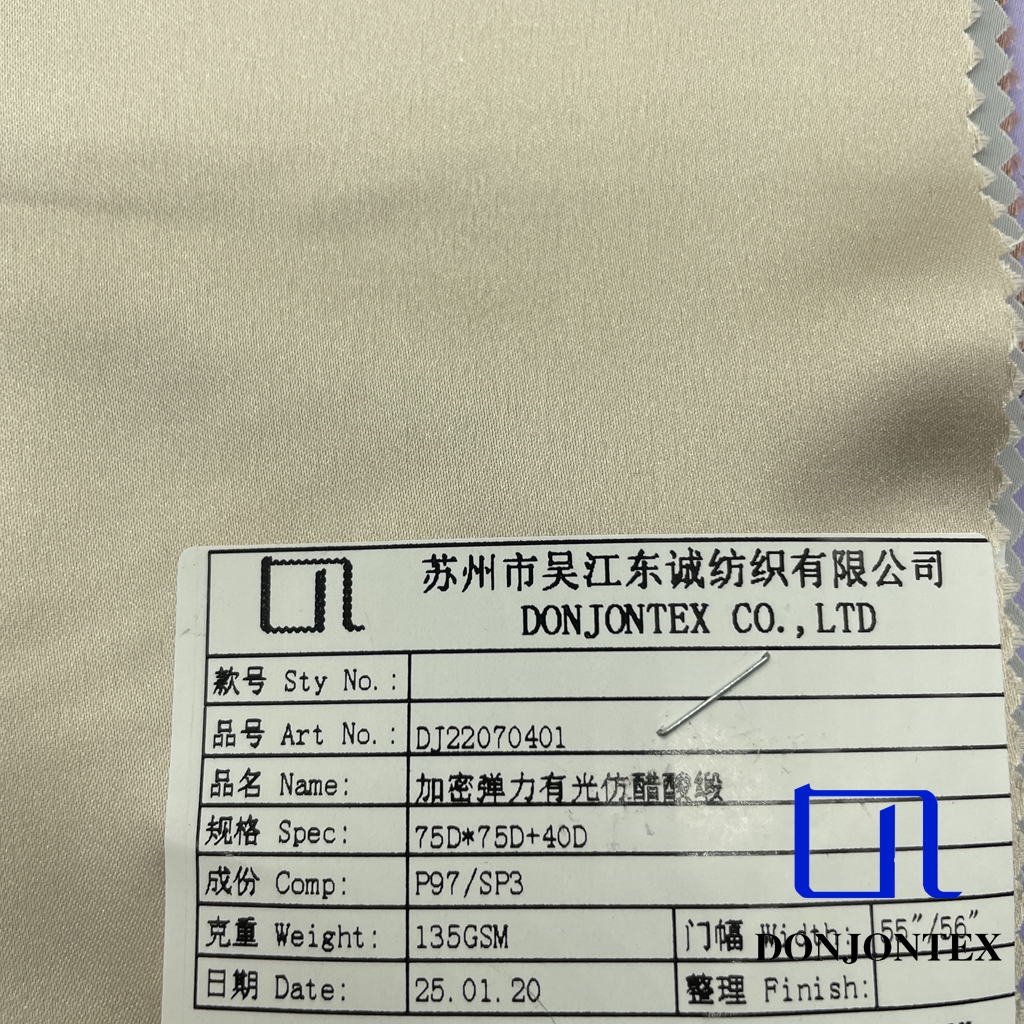 苏州市吴江东诚纺织有限公司
DONJONTEX CO.,LTD
款号 Sty No.:
品号 Art No.: DJ22070401
品名 Name: 加密弹力有光仿醋酸缎
规格 Spec: 75D*75D+40D
成份 Comp: P97/SP3
克重 Weight: 135GSM 门幅 Width: 55"/56"
DONJONTEX
日期 Date: 25.01.20 整理 Finish: